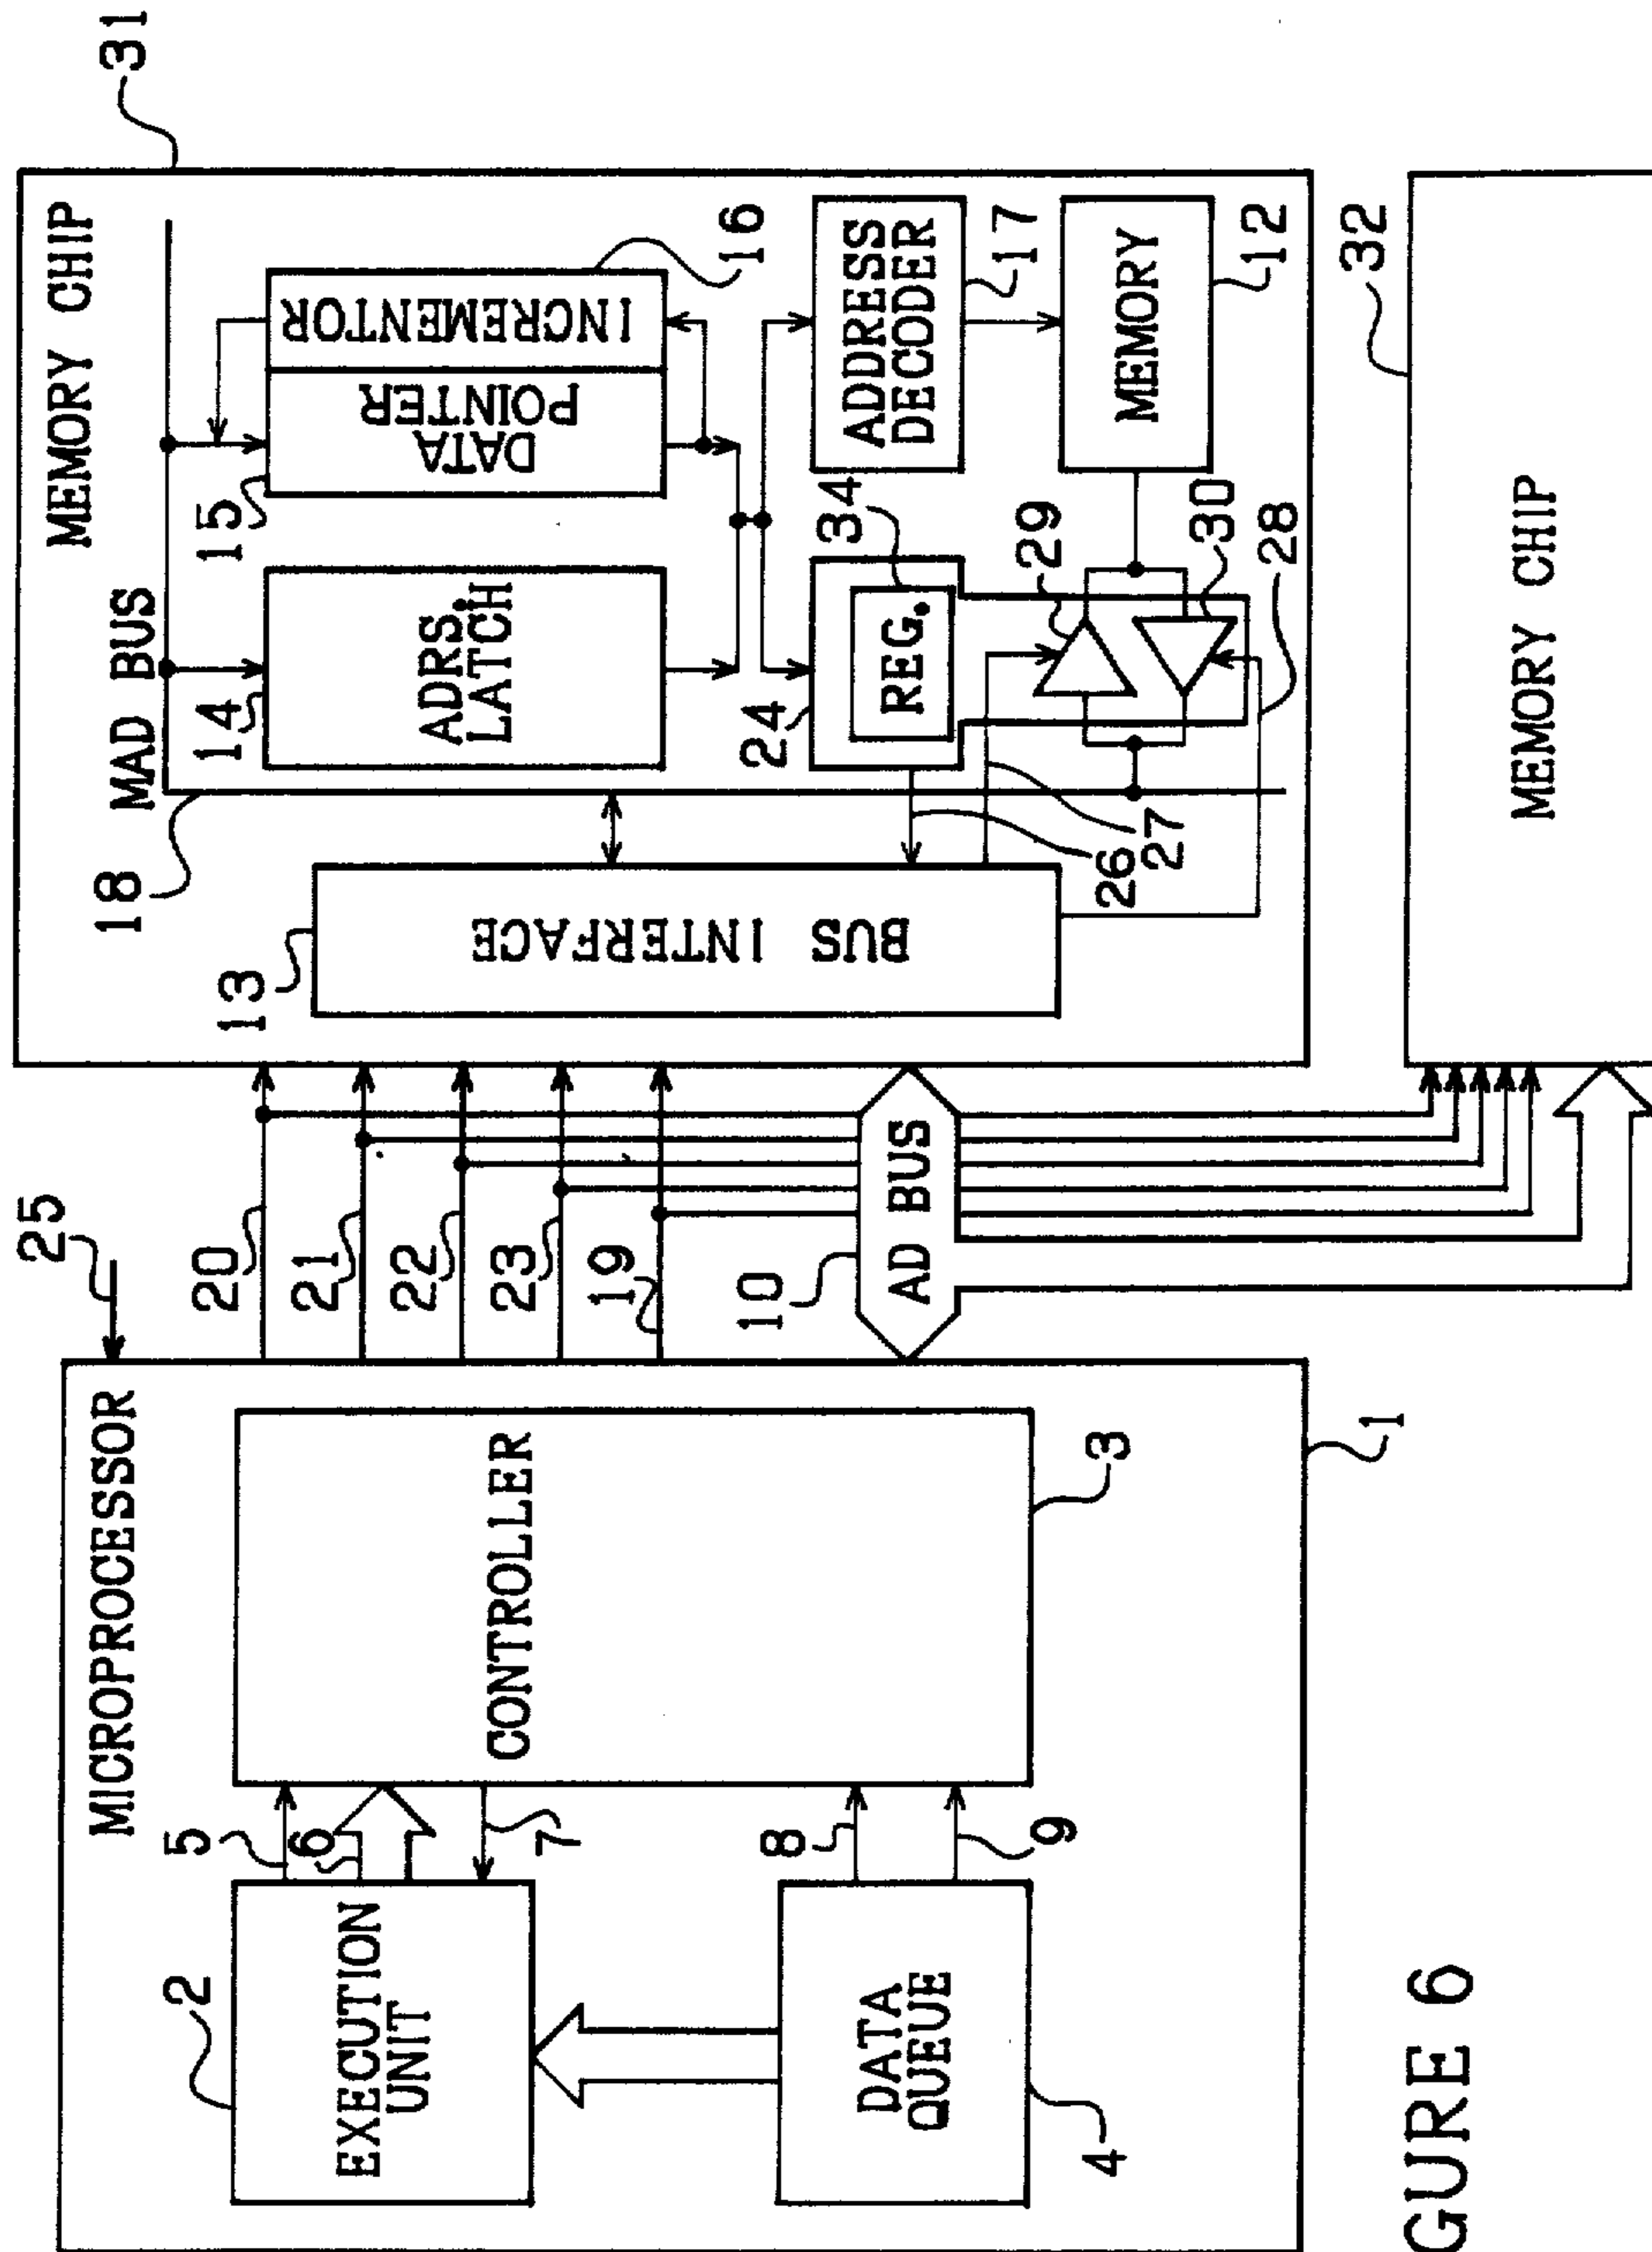 MICROPROCESSOR
25
2
EXECUTION
UNIT
5
6
7
CONTROLLER
3
8
9
DATA
QUEUE
4
1
20
21
22
23
19
10
AD BUS
MEMORY CHIP
31
MAD BUS
18
13
BUS INTERFACE
14
ADRS.
LATCH
15
DATA
POINTER
INCREMENTOR
16
24
REG.
34
ADDRESS
DECODER
17
26
27
29
30
28
MEMORY
12
32
MEMORY CHIP
GURE 6